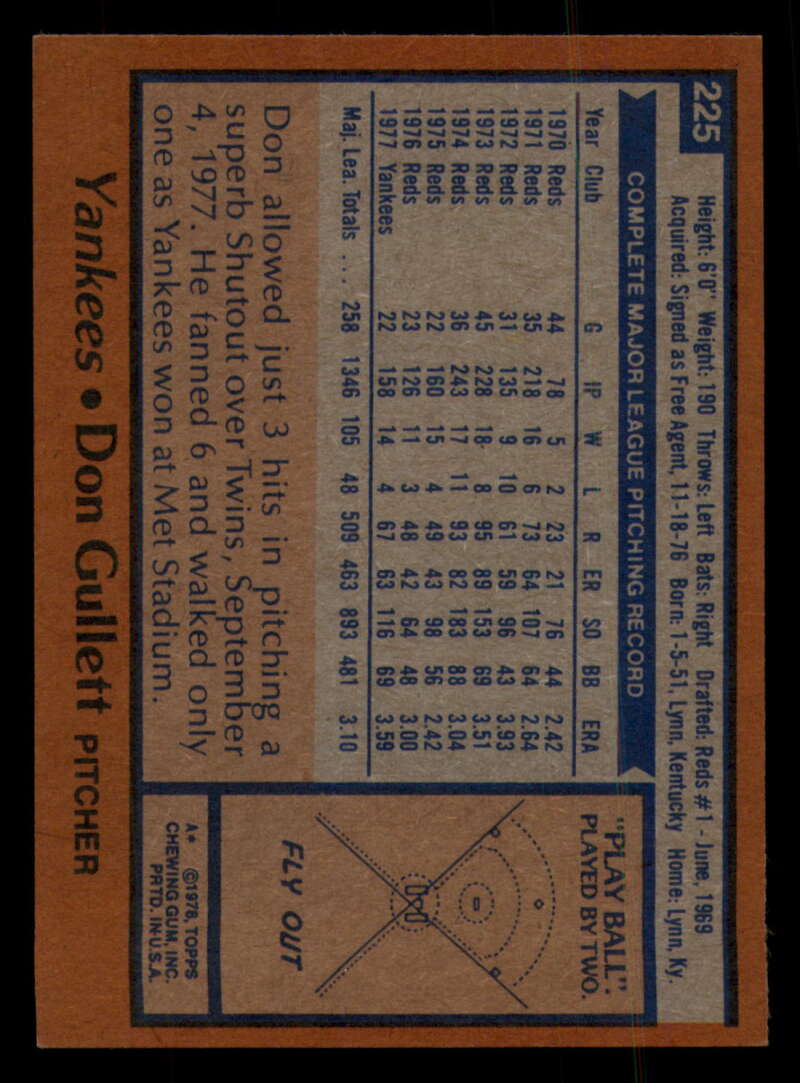 225
Height: 6'0" Weight: 190 Throws: Left Bats: Right Drafted: Reds #1 - June, 1969
Acquired: Signed as Free Agent, 11-18-76 Born: 1-5-51, Lynn, Kentucky Home: Lynn, Ky.
COMPLETE MAJOR LEAGUE PITCHING RECORD
Year Club G IP W L R ER SO BB ERA
1970 Reds 44 78 5 2 23 21 76 44 2.42
1971 Reds 35 218 16 6 73 64 107 64 2.64
1972 Reds 31 135 9 10 61 59 96 43 3.93
1973 Reds 45 228 18 8 95 89 153 69 3.51
1974 Reds 36 243 17 11 93 82 183 88 3.04
1975 Reds 22 160 15 4 49 43 98 56 2.42
1976 Reds 23 126 11 3 48 42 64 48 3.00
1977 Yankees 22 158 14 4 67 63 116 69 3.59
Maj. Lea. Totals ... 258 1346 105 48 509 463 893 481 3.10
Don allowed just 3 hits in pitching a
superb Shutout over Twins, September
4, 1977. He fanned 6 and walked only
one as Yankees won at Met Stadium.
"PLAY BALL":
PLAYED BY TWO.
FLY OUT
A* ©1978, TOPPS
CHEWING GUM, INC.
PRTD. IN U.S.A.
Yankees • Don Gullett PITCHER